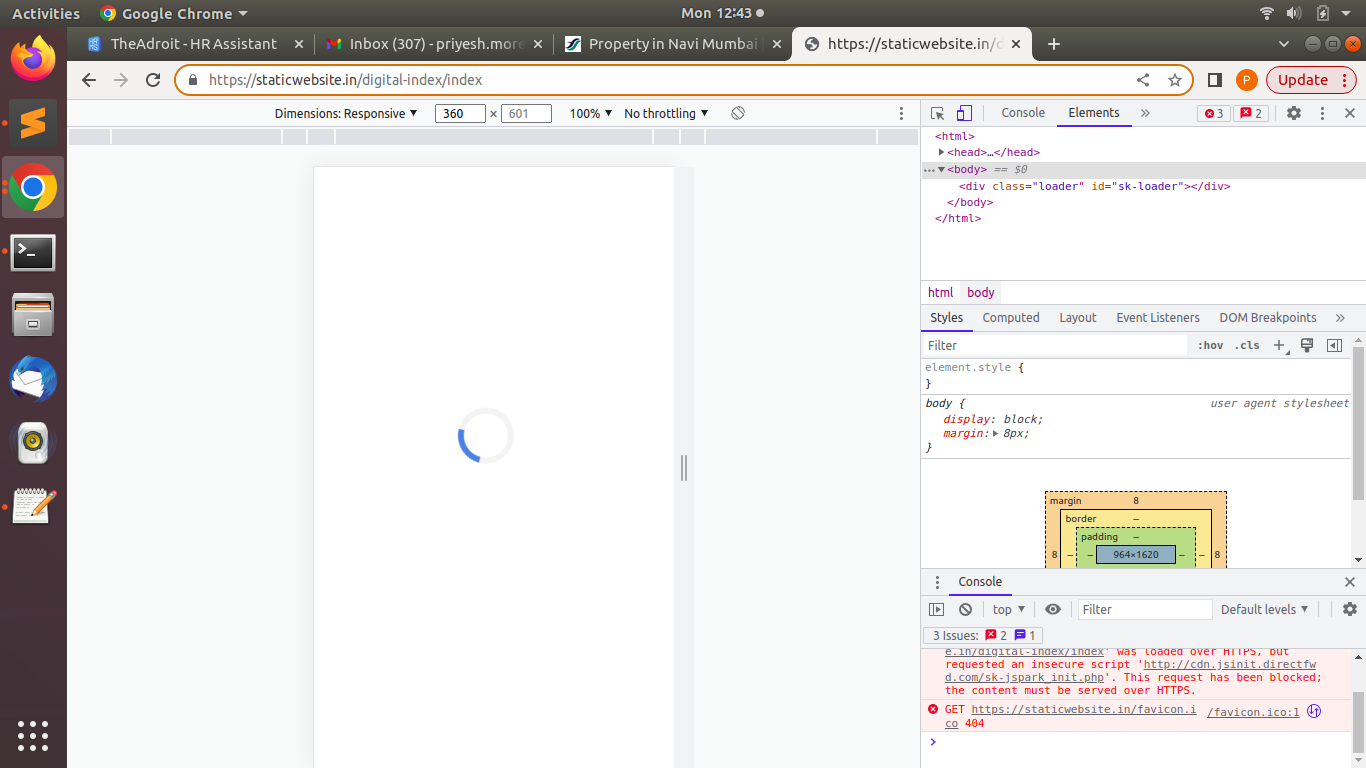 Activities
Google Chrome
Mon 12:43
TheAdroit - HR Assistant
Inbox (307) - priyesh.more
Property in Navi Mumbai
https://staticwebsite.in/d
https://staticwebsite.in/digital-index/index
P
Update
Dimensions: Responsive
360 × 601
100%
No throttling
Console
Elements
3
2
<html>
<head>…</head>
<body> == $0
<div class="loader" id="sk-loader"></div>
</body>
</html>
html
body
Styles
Computed
Layout
Event Listeners
DOM Breakpoints
Filter
:hov
.cls
element.style {
}
body {
user agent stylesheet
display: block;
margin: 8px;
}
margin
8
border
–
padding
–
8
–
–
964×1620
–
–
8
Console
top
Filter
Default levels
3 Issues:
2
1
e.in/digital-index/index' was loaded over HTTPS, but
requested an insecure script 'http://cdn.jsinit.directfw
d.com/sk-jspark_init.php'. This request has been blocked;
the content must be served over HTTPS.
GET https://staticwebsite.in/favicon.i
/favicon.ico:1
co 404